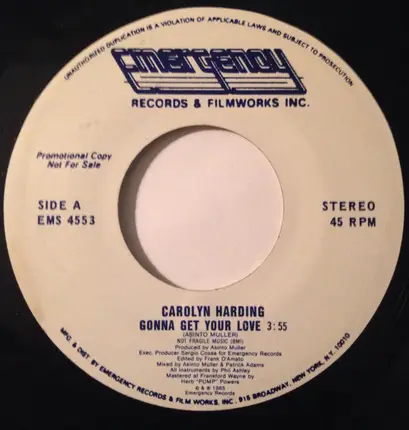 UNAUTHORIZED DUPLICATION IS A VIOLATION OF APPLICABLE LAWS AND SUBJECT TO PROSECUTION
Emergency
RECORDS & FILMWORKS INC.
Promotional Copy
Not For Sale
SIDE A
EMS 4553
STEREO
45 RPM
CAROLYN HARDING
GONNA GET YOUR LOVE 3:55
(ASINTO MULLER)
NOT FRAGILE MUSIC (BMI)
Produced by Asinto Muller
Exec. Producer Sergio Cossa for Emergency Records
Edited by Frank D'Amato
Mixed by Asinto Muller & Patrick Adams
All Instruments by Phil Ashley
Mastered at Frankford Wayne by
Herb "PUMP" Powers
© & ℗ 1985
Emergency Records
MFG. & DIST. BY EMERGENCY RECORDS & FILM WORKS, INC. 915 BROADWAY, NEW YORK, N.Y. 10010